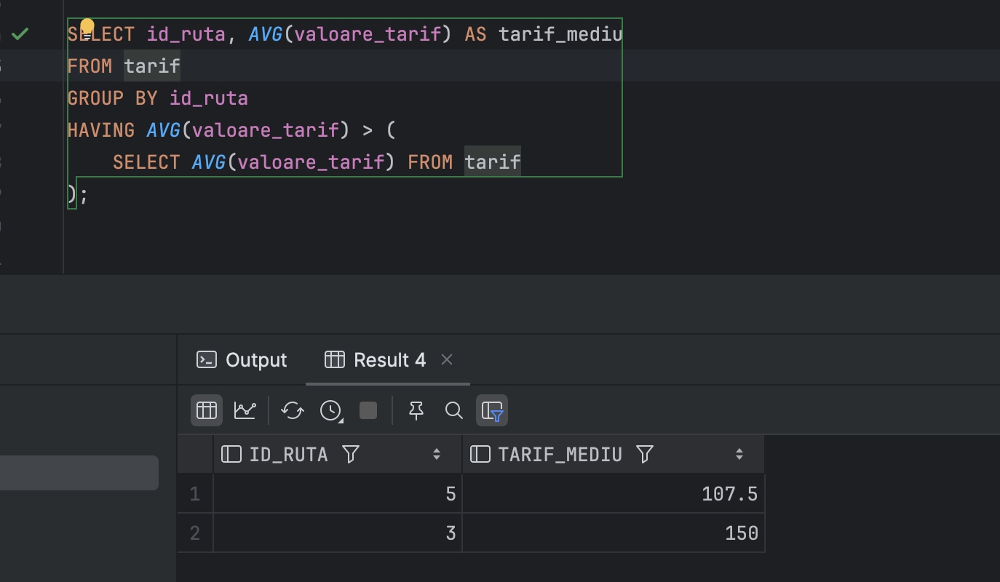 SELECT id_ruta, AVG(valoare_tarif) AS tarif_mediu
FROM tarif
GROUP BY id_ruta
HAVING AVG(valoare_tarif) > (
    SELECT AVG(valoare_tarif) FROM tarif
);
Output Result 4
ID_RUTA TARIF_MEDIU
1 5 107.5
2 3 150